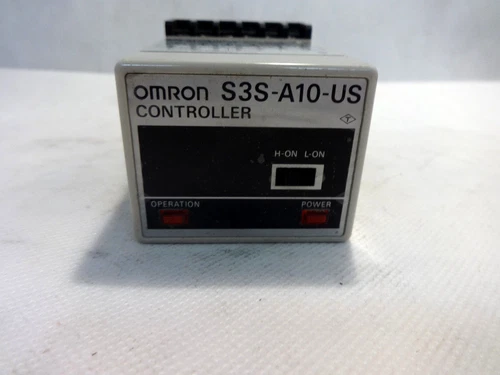 omron S3S-A10-US
CONTROLLER
H-ON L-ON
OPERATION POWER